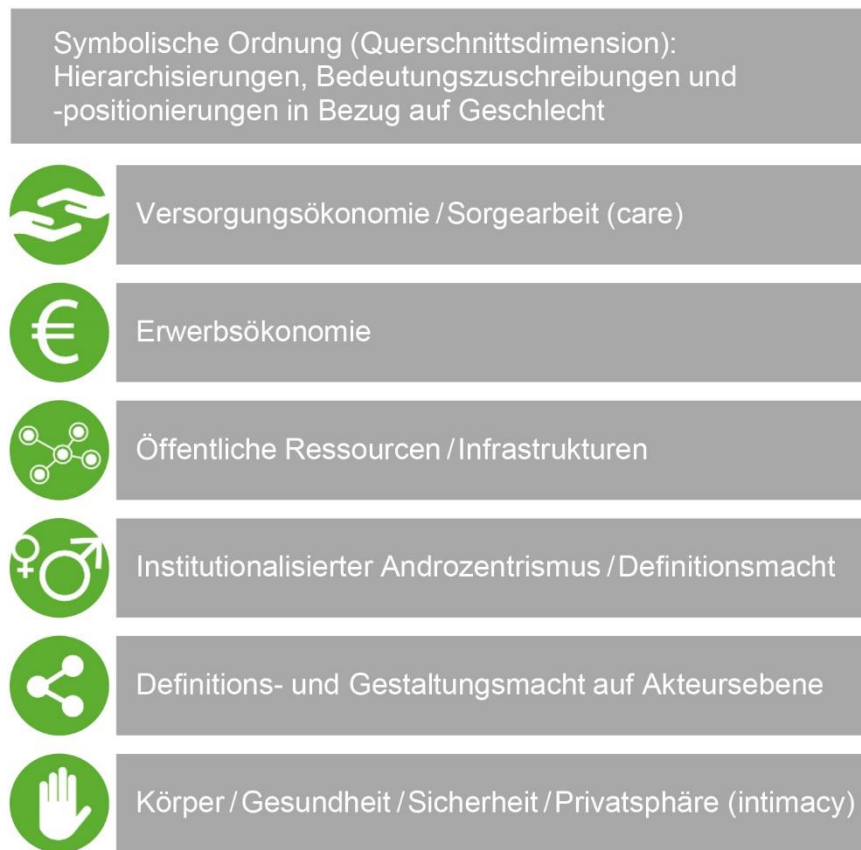 Symbolische Ordnung (Querschnittsdimension):
Hierarchisierungen, Bedeutungszuschreibungen und
-positionierungen in Bezug auf Geschlecht
Versorgungsökonomie / Sorgearbeit (care)
€
Erwerbsökonomie
Öffentliche Ressourcen / Infrastrukturen
Institutionalisierter Androzentrismus / Definitionsmacht
Definitions- und Gestaltungsmacht auf Akteursebene
Körper / Gesundheit / Sicherheit / Privatsphäre (intimacy)